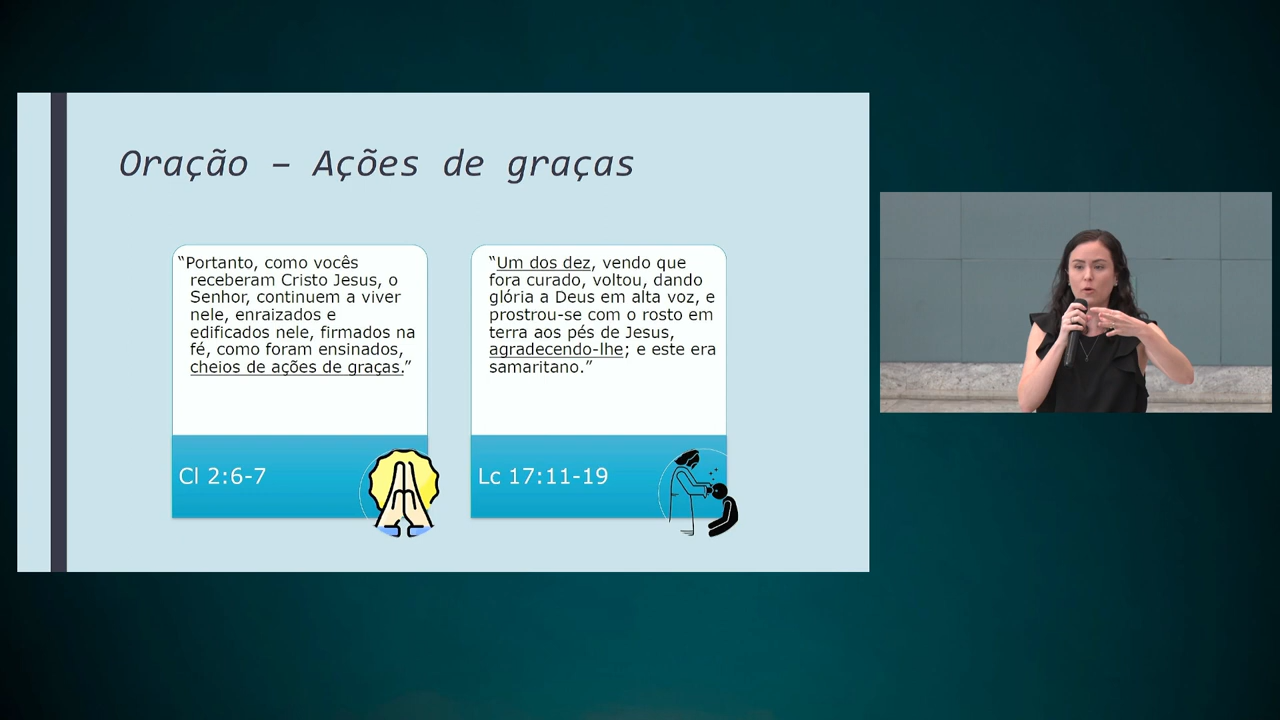 Oração – Ações de graças
“Portanto, como vocês
receberam Cristo Jesus, o
Senhor, continuem a viver
nele, enraizados e
edificados nele, firmados na
fé, como foram ensinados,
cheios de ações de graças.”
Cl 2:6-7
“Um dos dez, vendo que
fora curado, voltou, dando
glória a Deus em alta voz, e
prostrou-se com o rosto em
terra aos pés de Jesus,
agradecendo-lhe; e este era
samaritano.”
Lc 17:11-19